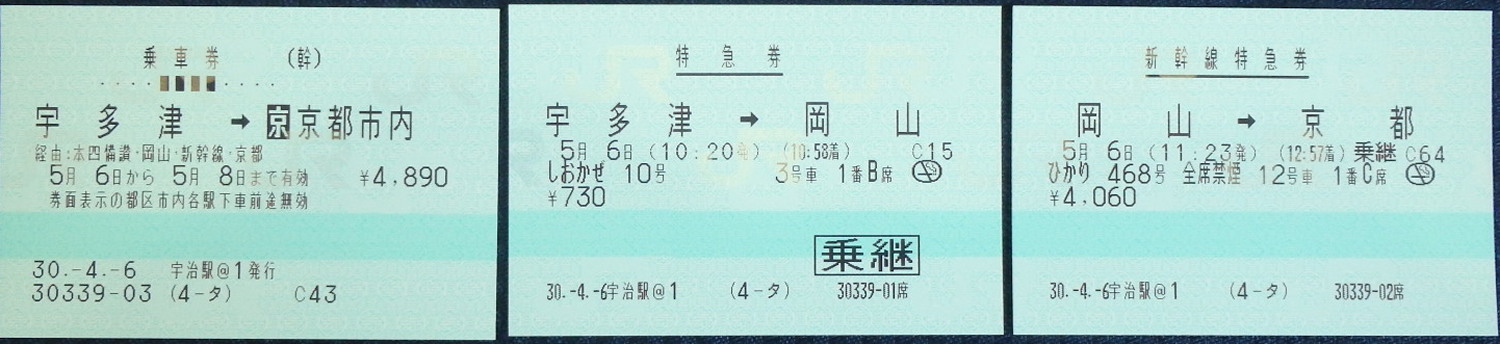 乗車券 (幹)
宇多津 → 京 京都市内
経由:本四備讃・岡山・新幹線・京都
5月 6日から 5月 8日まで有効 ¥4,890
券面表示の都区市内各駅下車前途無効
30.-4.-6 宇治駅@1発行
30339-03 (4-タ) C43
特急券
宇多津 → 岡山
5月 6日 (10:20発) (10:58着) C15
しおかぜ 10号 3号車 1番B席
¥730
乗継
30.-4.-6宇治駅@1 (4-タ) 30339-01席
新幹線特急券
岡山 → 京都
5月 6日 (11:23発) (12:57着) 乗継 C64
ひかり 468号 全席禁煙 12号車 1番C席
¥4,060
30.-4.-6宇治駅@1 (4-タ) 30339-02席